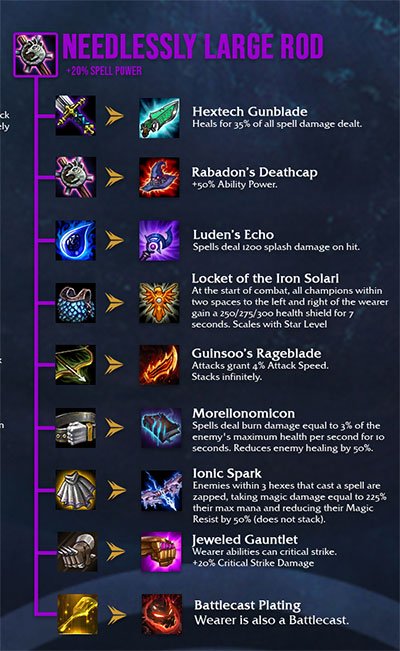 NEEDLESSLY LARGE ROD
+20% SPELL POWER
Hextech Gunblade
Heals for 35% of all spell damage dealt.
Rabadon's Deathcap
+50% Ability Power.
Luden's Echo
Spells deal 1200 splash damage on hit.
Locket of the Iron Solari
At the start of combat, all champions within
two spaces to the left and right of the wearer
gain a 250/275/300 health shield for 7
seconds. Scales with Star Level
Guinsoo's Rageblade
Attacks grant 4% Attack Speed.
Stacks infinitely.
Morellonomicon
Spells deal burn damage equal to 3% of the
enemy's maximum health per second for 10
seconds. Reduces enemy healing by 50%.
Ionic Spark
Enemies within 3 hexes that cast a spell are
zapped, taking magic damage equal to 225%
their max mana and reducing their Magic
Resist by 50% (does not stack).
Jeweled Gauntlet
Wearer abilities can critical strike.
+20% Critical Strike Damage
Battlecast Plating
Wearer is also a Battlecast.